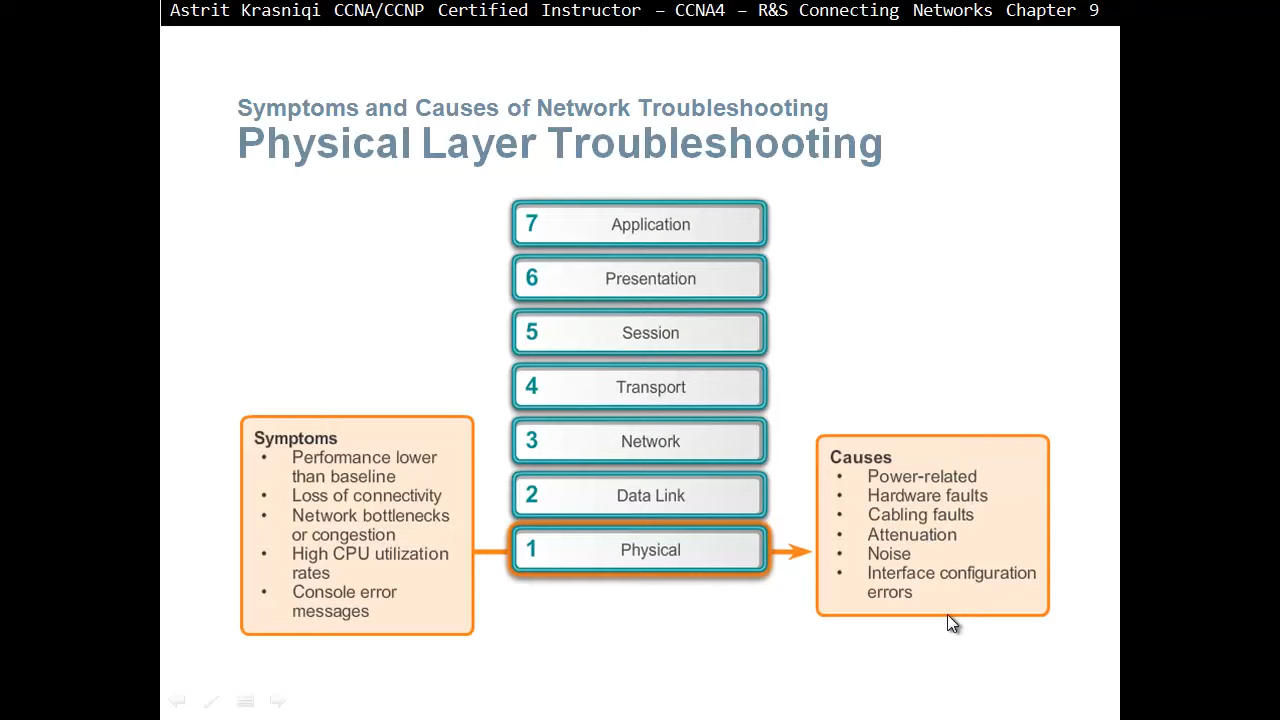 Astrit Krasniqi CCNA/CCNP Certified Instructor – CCNA4 – R&S Connecting Networks Chapter 9
Symptoms and Causes of Network Troubleshooting
Physical Layer Troubleshooting
7 Application
6 Presentation
5 Session
4 Transport
3 Network
2 Data Link
1 Physical
Symptoms
• Perfomance lower
than baseline
• Loss of connectivity
• Network bottlenecks
or congestion
• High CPU utilization
rates
• Console error
messages
Causes
• Power-related
• Hardware faults
• Cabling faults
• Attenuation
• Noise
• Interface configuration
errors